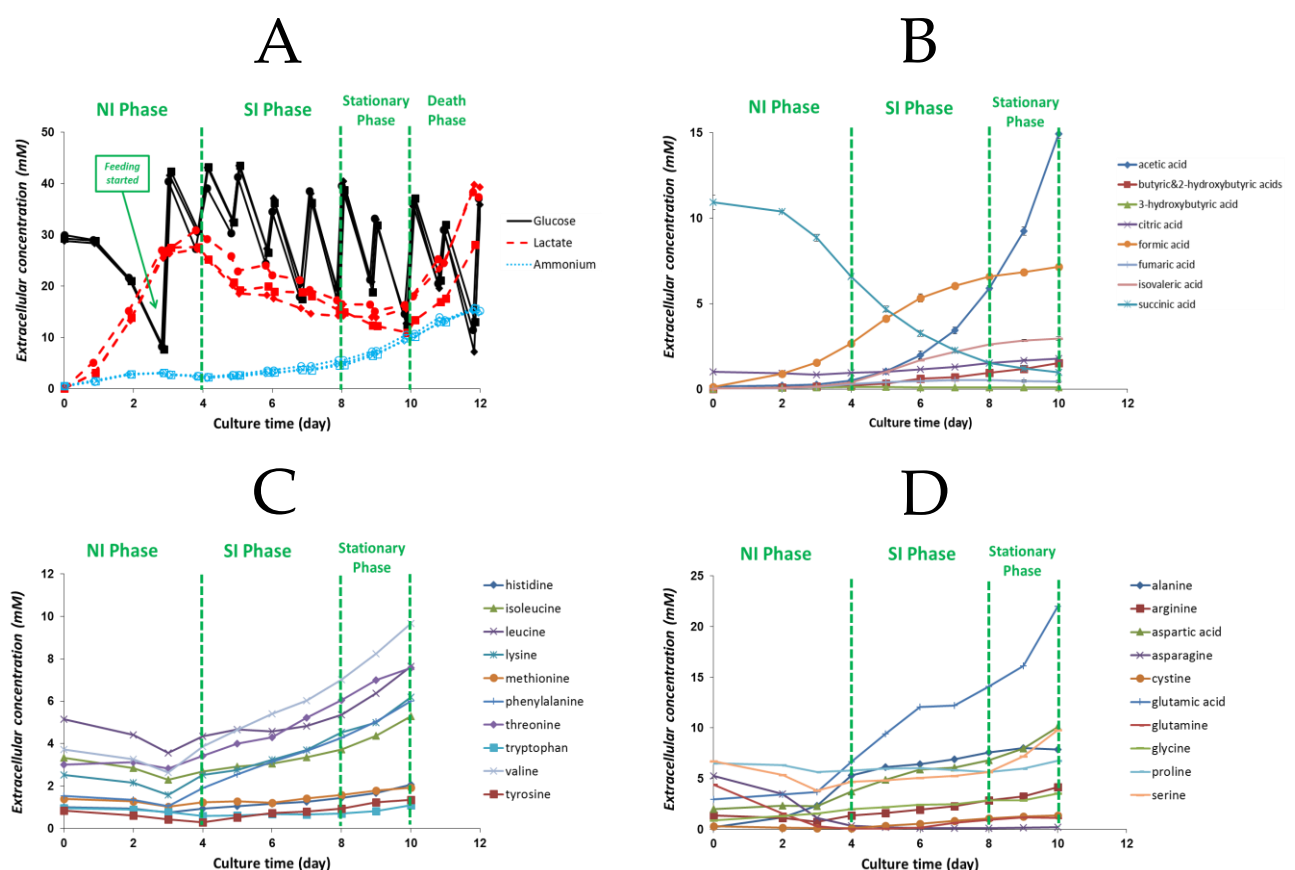 A
NI Phase
SI Phase
Stationary
Phase
Death
Phase
Extracellular concentration (mM)
50
40
30
20
10
0
Feeding
started
0
2
4
6
8
10
12
Culture time (day)
Glucose
Lactate
Ammonium
B
NI Phase
SI Phase
Stationary
Phase
Extracellular concentration (mM)
15
10
5
0
0
2
4
6
8
10
12
Culture time (day)
acetic acid
butyric&2-hydroxybutyric acids
3-hydroxybutyric acid
citric acid
formic acid
fumaric acid
isovaleric acid
succinic acid
C
NI Phase
SI Phase
Stationary
Phase
Extracellular concentration (mM)
12
10
8
6
4
2
0
0
2
4
6
8
10
12
Culture time (day)
histidine
isoleucine
leucine
lysine
methionine
phenylalanine
threonine
tryptophan
valine
tyrosine
D
NI Phase
SI Phase
Stationary
Phase
Extracellular concentration (mM)
25
20
15
10
5
0
0
2
4
6
8
10
12
Culture time (day)
alanine
arginine
aspartic acid
asparagine
cystine
glutamic acid
glutamine
glycine
proline
serine